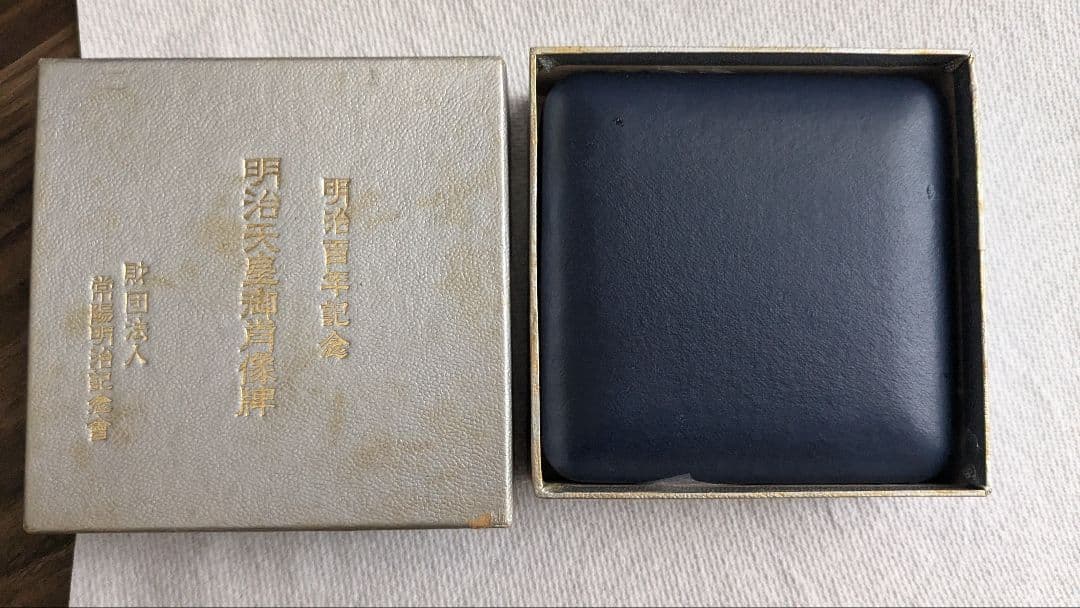 明治百年記念
明治天皇御肖像牌
財団法人
常陽明治記念會